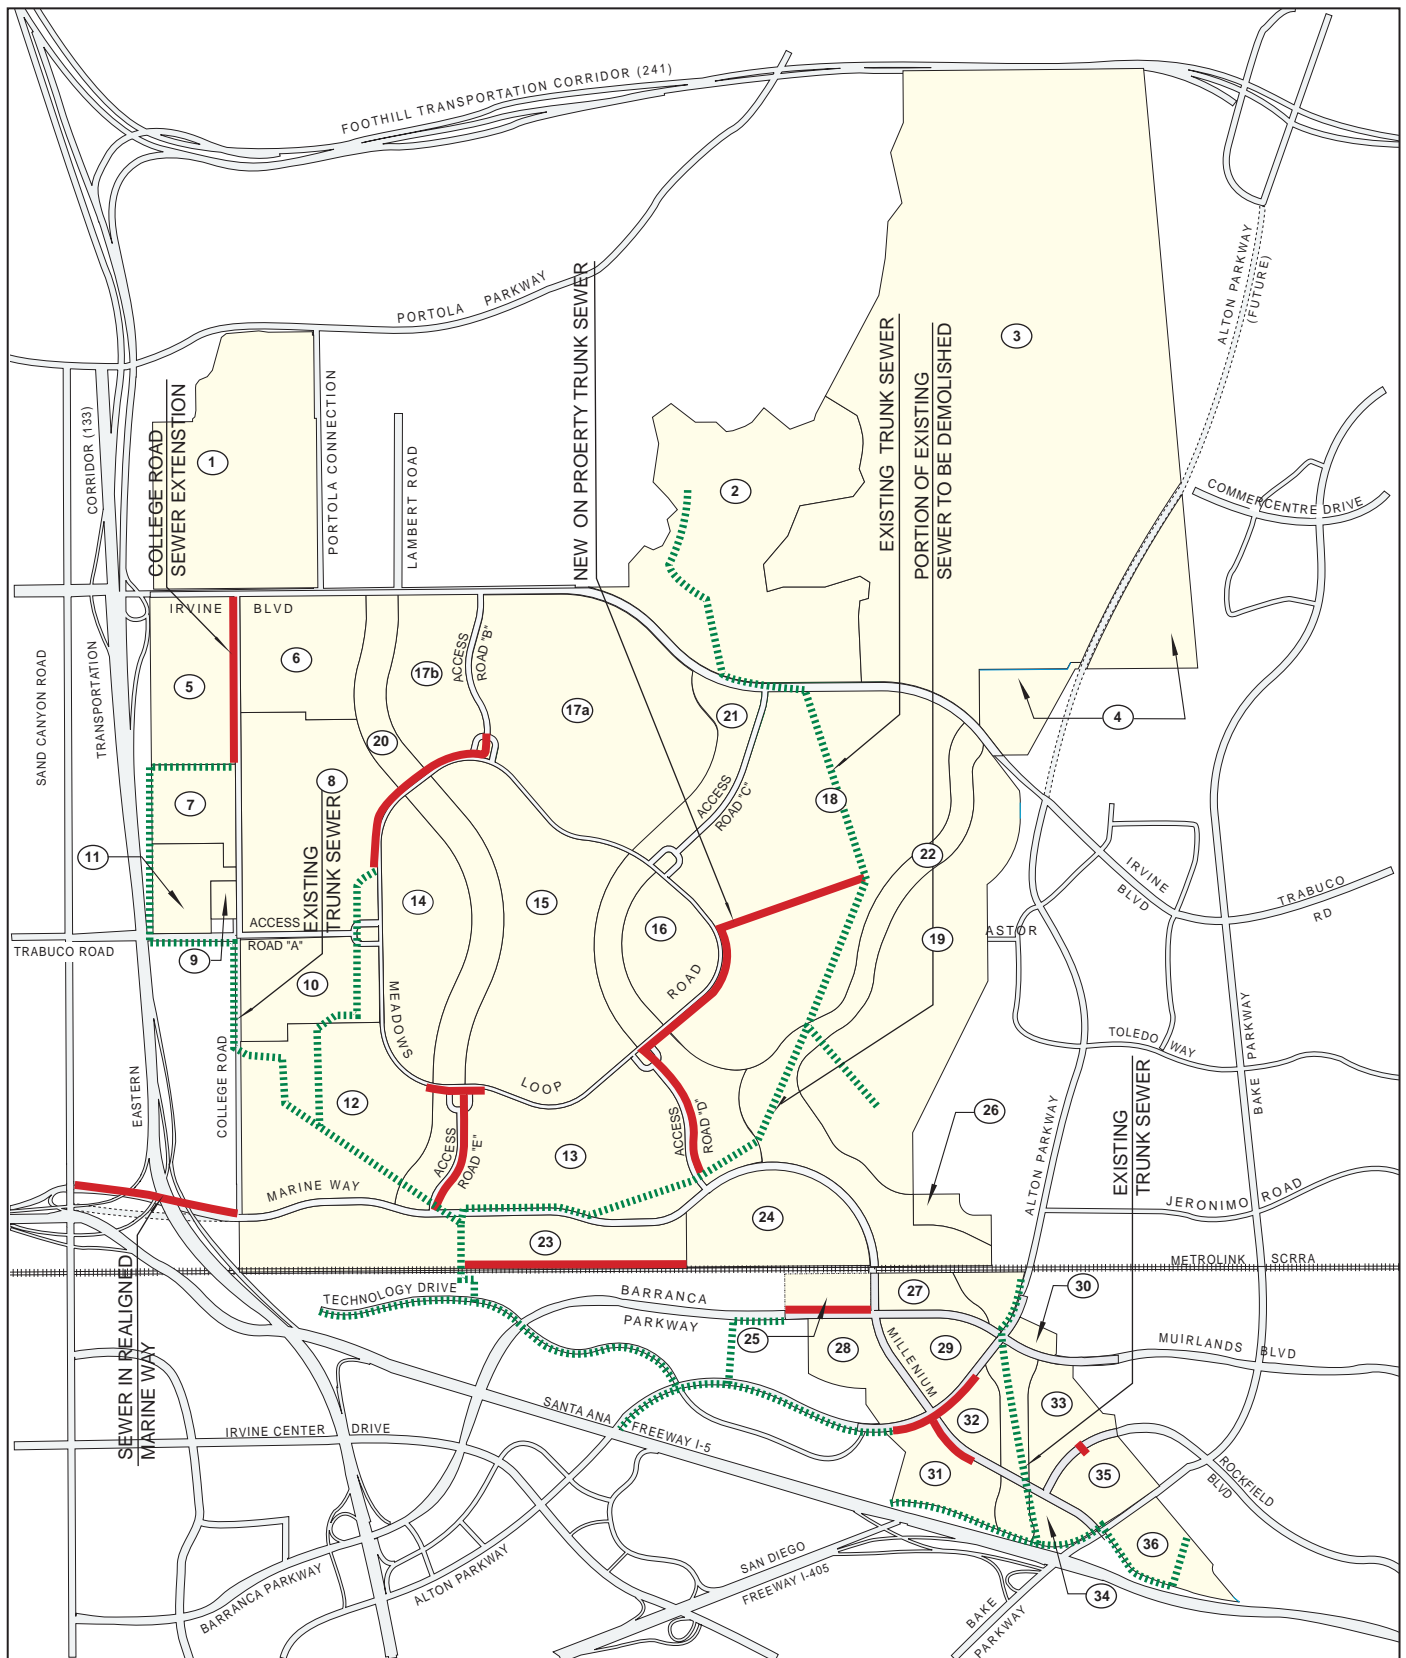 FOOTHILL TRANSPORTATION CORRIDOR (241)
PORTOLA PARKWAY
ALTON PARKWAY
(FUTURE)
NEW ON PROERTY TRUNK SEWER
EXISTING TRUNK SEWER
PORTION OF EXISTING
SEWER TO BE DEMOLISHED
3
CORRIDOR (133)
COLLEGE ROAD
SEWER EXTENSTION
1
PORTOLA CONNECTION
LAMBERT ROAD
2
COMMERCENTRE DRIVE
IRVINE BLVD
SAND CANYON ROAD
TRANSPORTATION
5
6
17b
ACCESS
ROAD "B"
17a
21
4
20
8
7
ACCESS
ROAD "C"
18
11
EXISTING
TRUNK SEWER
22
IRVINE
BLVD
TRABUCO
RD
14
15
16
19
ASTOR
ACCESS
ROAD "A"
TRABUCO ROAD
9
10
MEADOWS
ROAD
LOOP
PARKWAY
BAKE
TOLEDO WAY
EASTERN
COLLEGE ROAD
12
13
ACCESS
ROAD "D"
ACCESS
ROAD "E"
26
ALTON PARKWAY
EXISTING
TRUNK SEWER
JERONIMO ROAD
MARINE WAY
24
23
METROLINK SCRRA
SEWER IN REALIGNED
MARINE WAY
TECHNOLOGY DRIVE
BARRANCA
PARKWAY
25
27
30
28
MILLENIUM
29
MUIRLANDS BLVD
SANTA ANA FREEWAY I-5
32
33
IRVINE CENTER DRIVE
31
35
ROCKFIELD
BLVD
36
34
SAN DIEGO
FREEWAY I-405
BARRANCA PARKWAY
ALTON PARKWAY
BAKE
PARKWAY